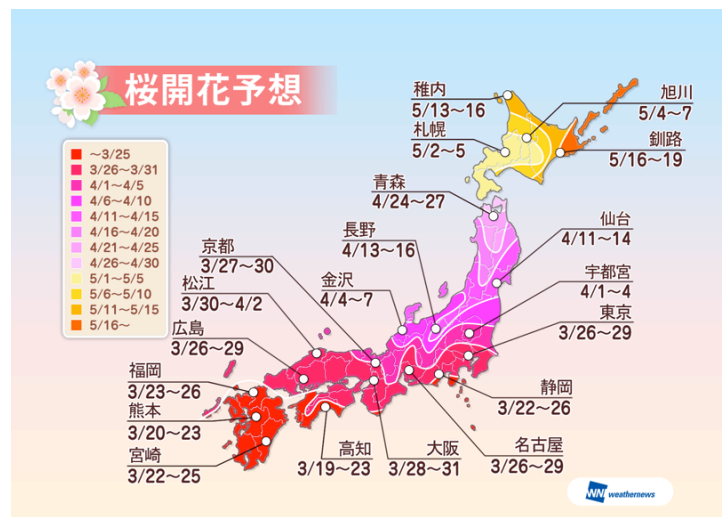 桜開花予想
～3/25
3/26～3/31
4/1～4/5
4/6～4/10
4/11～4/15
4/16～4/20
4/21～4/25
4/26～4/30
5/1～5/5
5/6～5/10
5/11～5/15
5/16～
稚内
5/13～16
旭川
5/4～7
札幌
5/2～5
釧路
5/16～19
青森
4/24～27
仙台
4/11～14
長野
4/13～16
京都
3/27～30
金沢
4/4～7
宇都宮
4/1～4
松江
3/30～4/2
東京
3/26～29
広島
3/26～29
福岡
3/23～26
静岡
3/22～26
熊本
3/20～23
宮崎
3/22～25
高知
3/19～23
大阪
3/28～31
名古屋
3/26～29
WNI weathernews